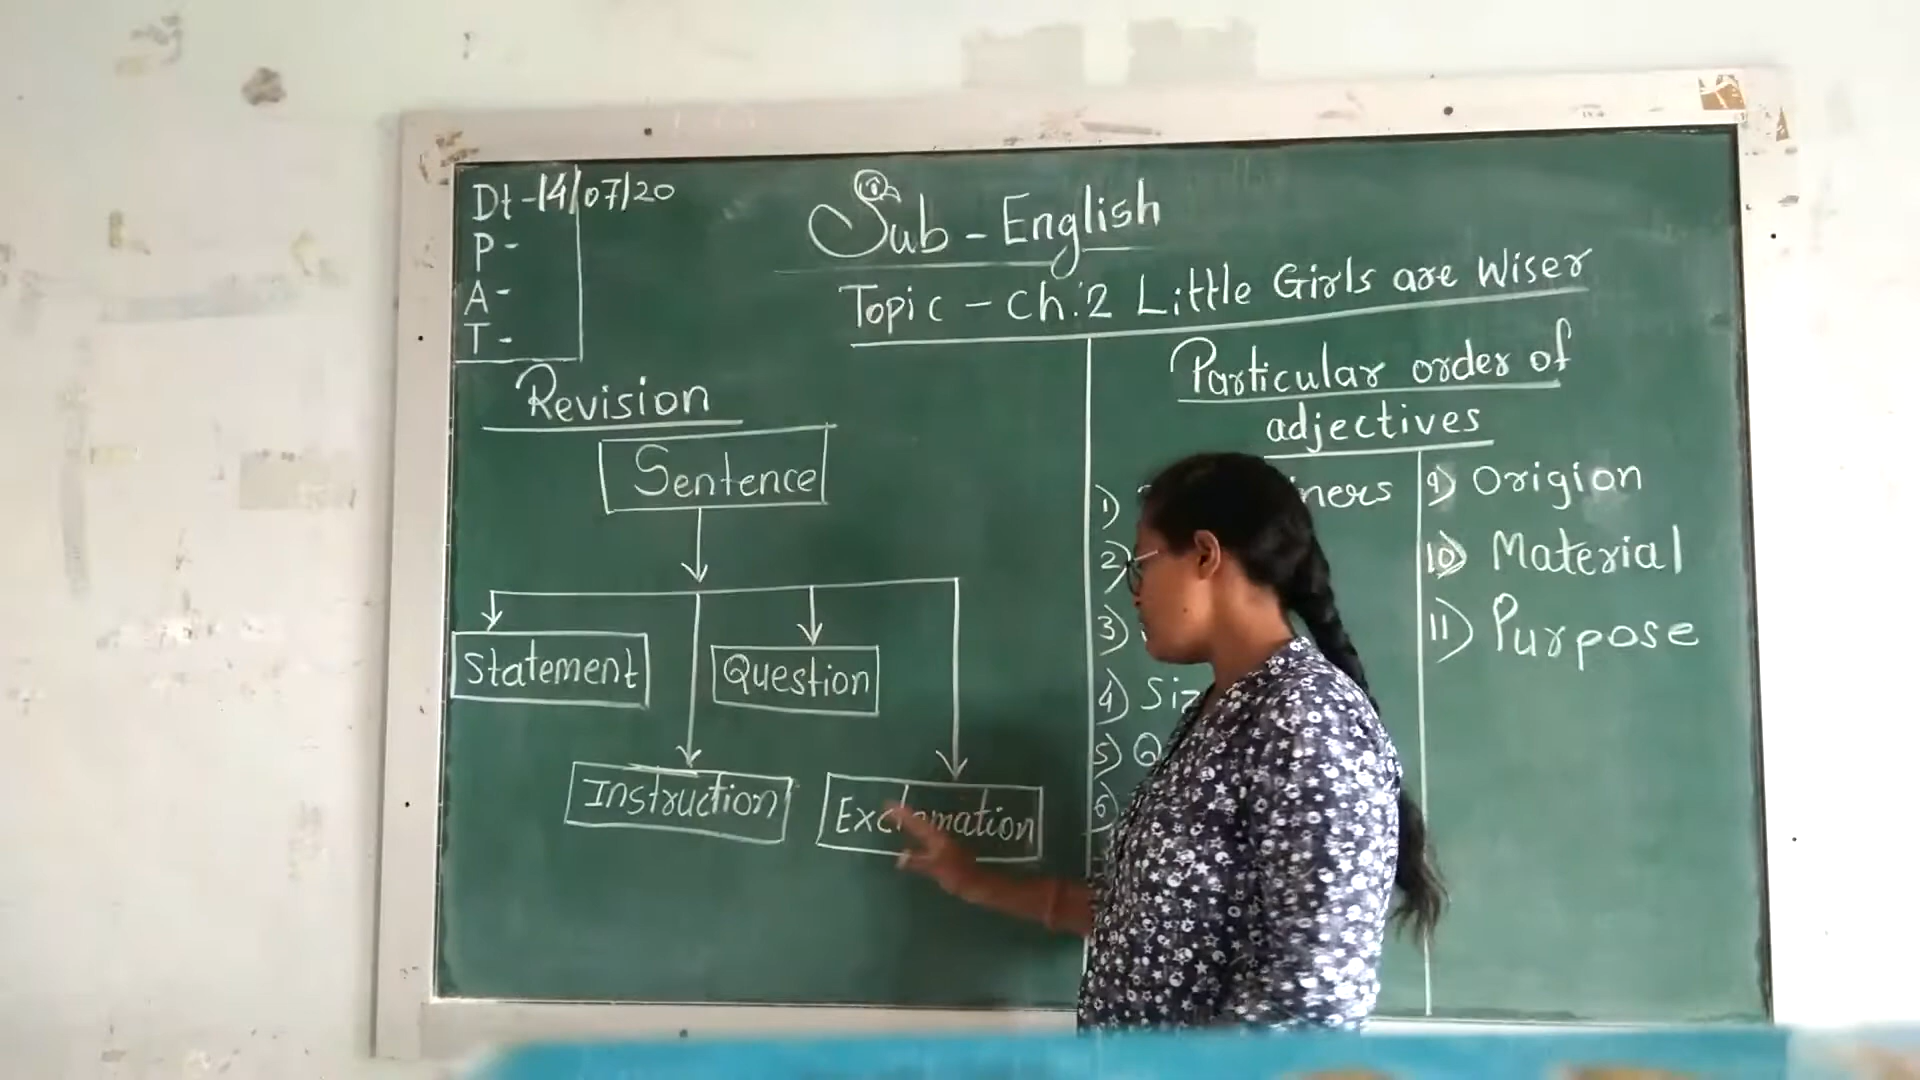 Dt-14/07/20
P-
A-
T-
Sub - English
Topic - Ch.2 Little Girls are Wiser
Revision
Sentence
Statement
Question
Instruction
Exclamation
Particular order of
adjectives
1)
2)
3)
4)
5)
6)
9) Origion
10) Material
11) Purpose